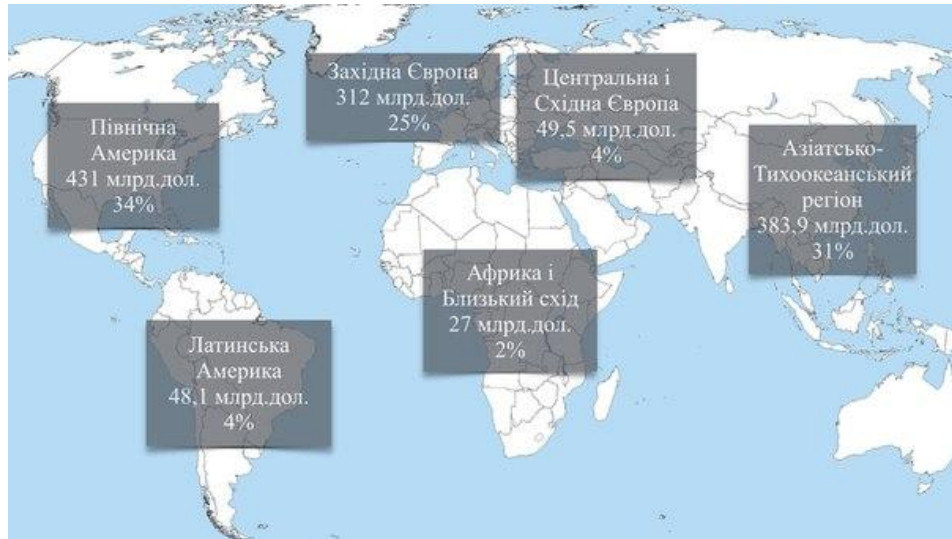 Північна
Америка
431 млрд.дол.
34%
Західна Європа
312 млрд.дол.
25%
Центральна і
Східна Європа
49,5 млрд.дол.
4%
Азіатсько-
Тихоокеанський
регіон
383,9 млрд.дол.
31%
Африка і
Близький схід
27 млрд.дол.
2%
Латинська
Америка
48,1 млрд.дол.
4%